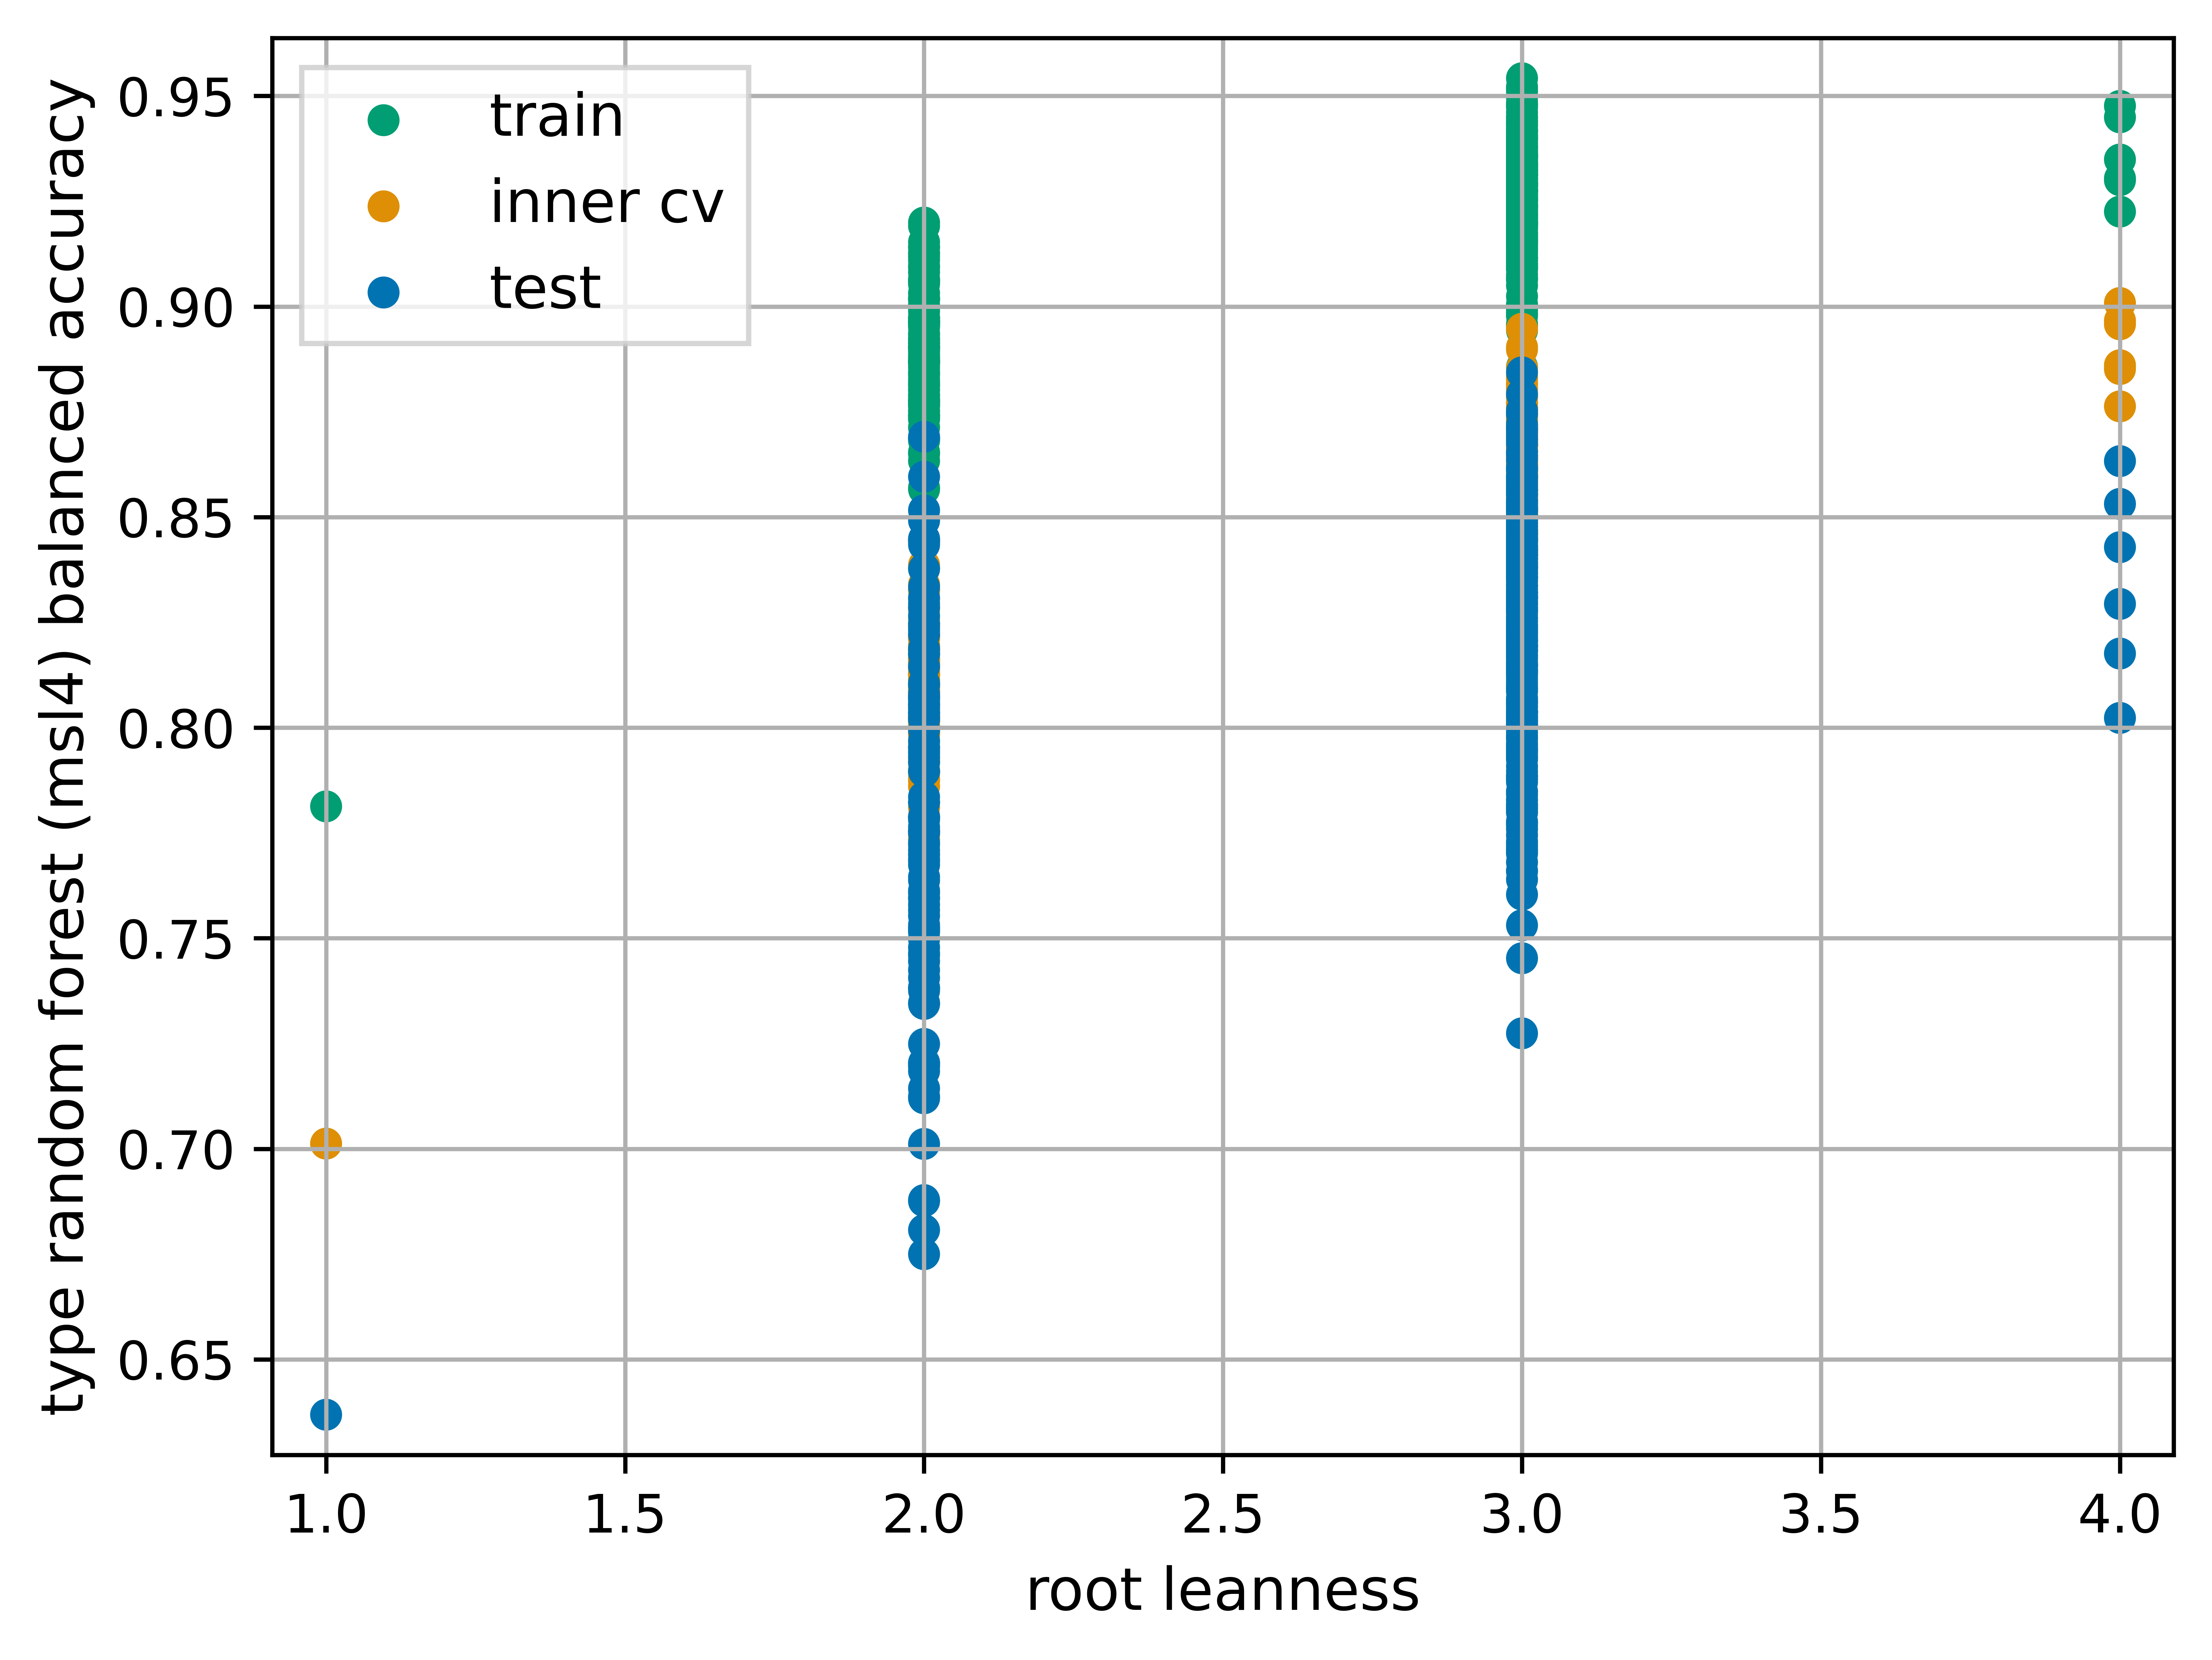 train
inner cv
test
0.95
0.90
0.85
0.80
0.75
0.70
0.65
type random forest (msl4) balanced accuracy
1.0 1.5 2.0 2.5 3.0 3.5 4.0
root leanness